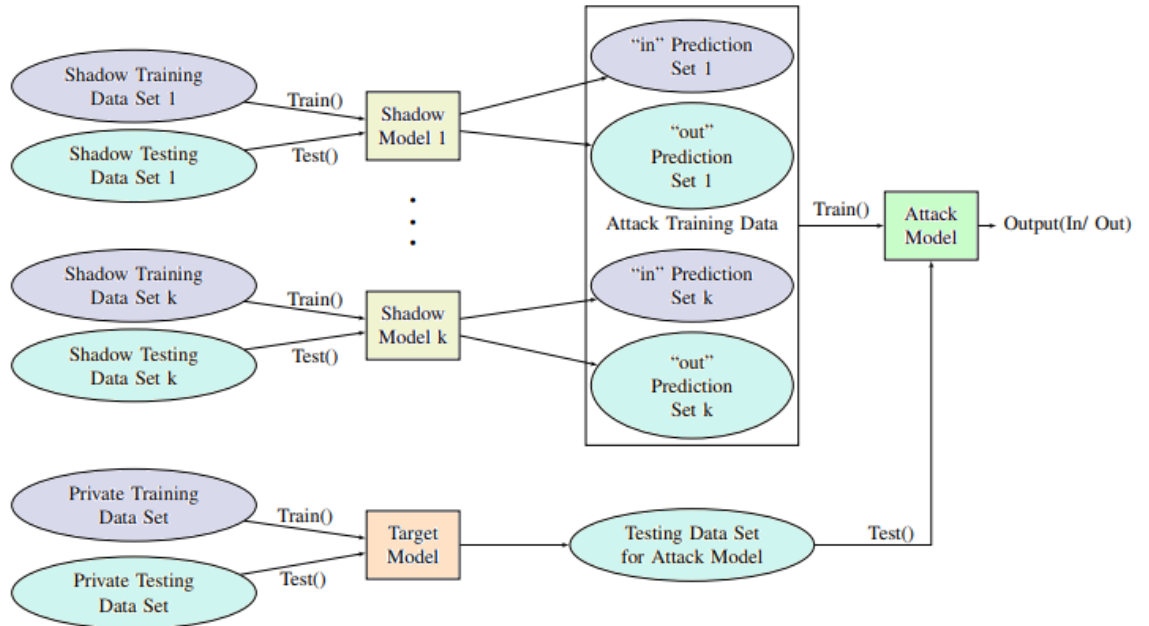 Shadow Training
Data Set 1
Train()
Shadow Testing
Data Set 1
Test()
Shadow
Model 1
“in” Prediction
Set 1
“out”
Prediction
Set 1
Attack Training Data
Shadow Training
Data Set k
Train()
Shadow Testing
Data Set k
Test()
Shadow
Model k
“in” Prediction
Set k
“out”
Prediction
Set k
Train()
Attack
Model
Output(In/ Out)
Private Training
Data Set
Train()
Private Testing
Data Set
Test()
Target
Model
Testing Data Set
for Attack Model
Test()